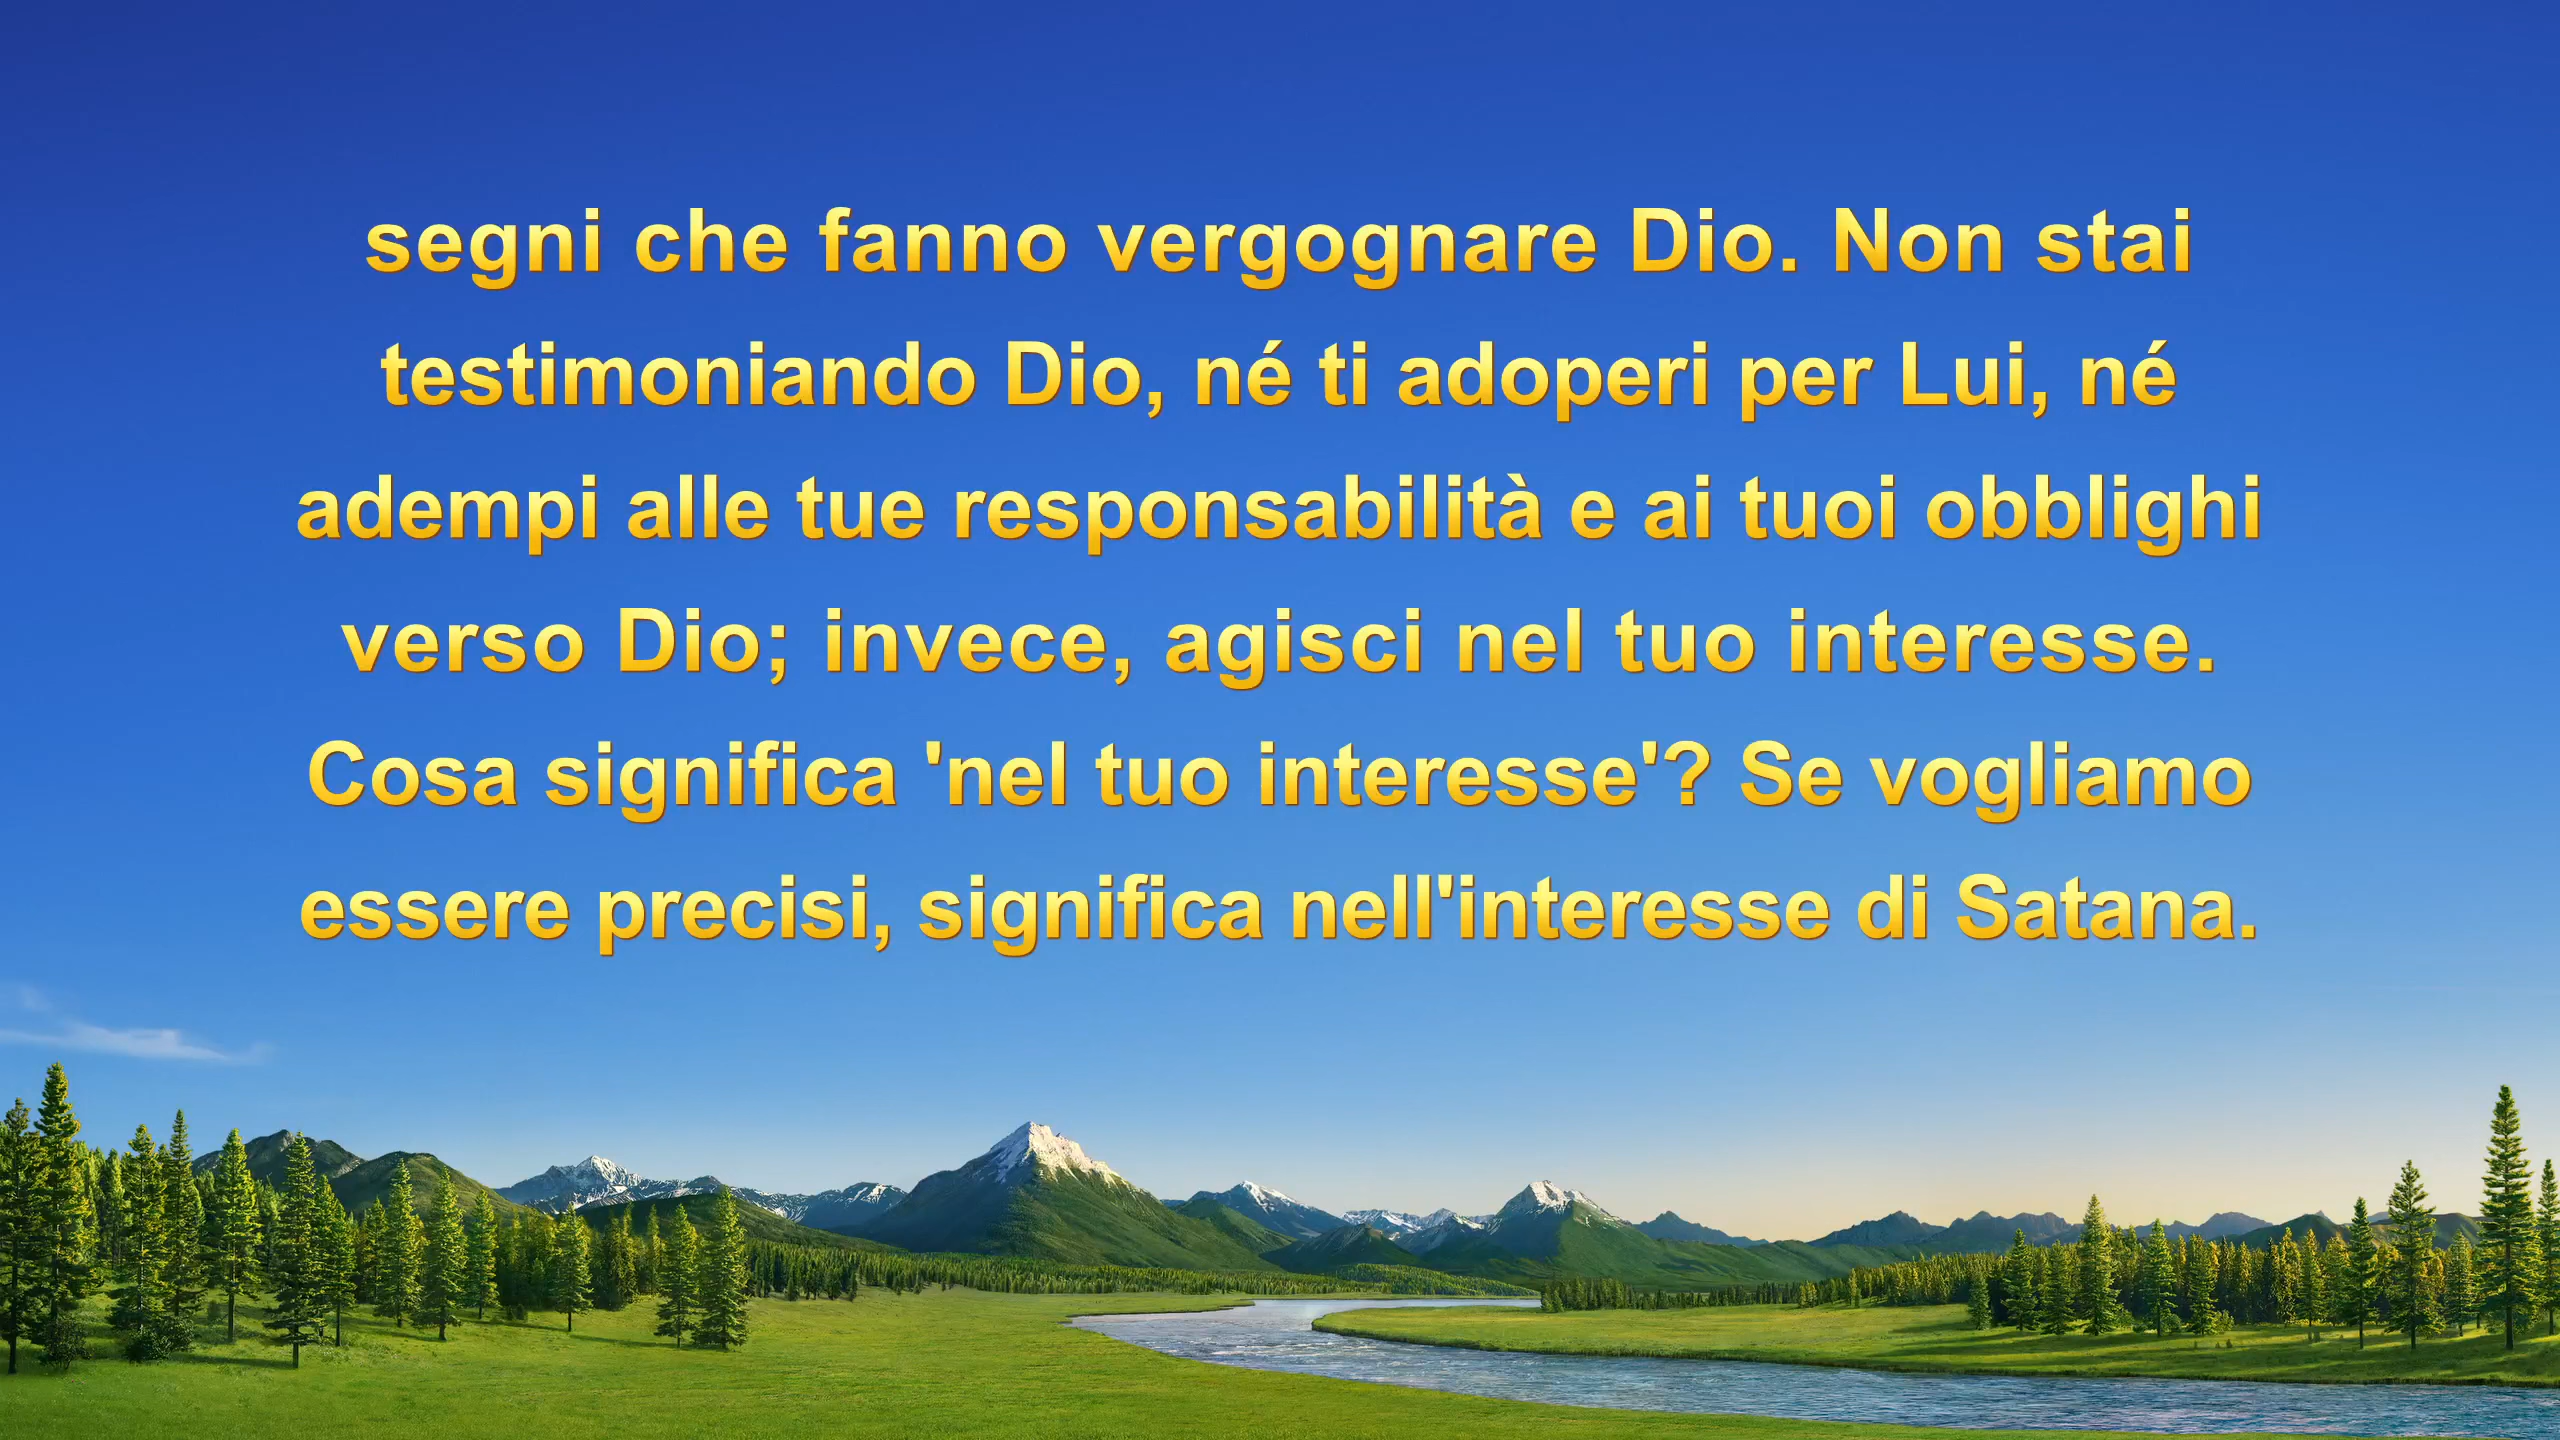 segni che fanno vergognare Dio. Non stai
testimoniando Dio, né ti adoperi per Lui, né
adempi alle tue responsabilità e ai tuoi obblighi
verso Dio; invece, agisci nel tuo interesse.
Cosa significa 'nel tuo interesse'? Se vogliamo
essere precisi, significa nell'interesse di Satana.